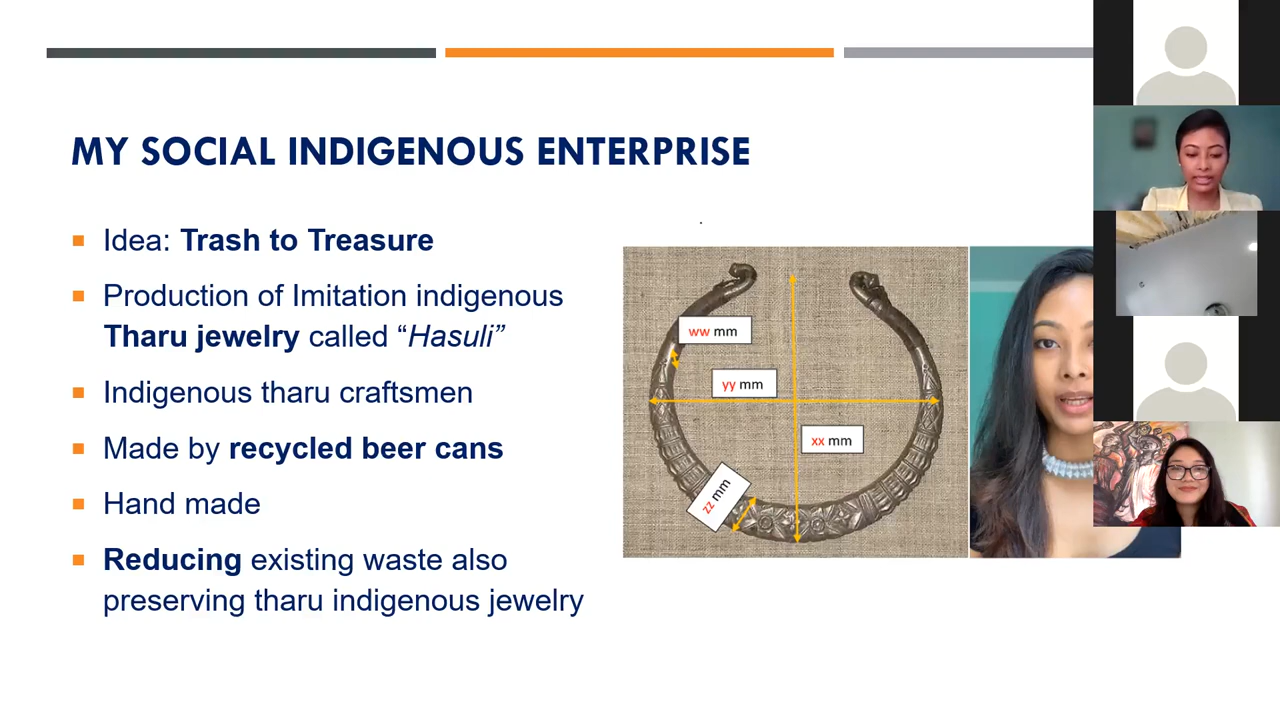 MY SOCIAL INDIGENOUS ENTERPRISE
Idea: Trash to Treasure
Production of Imitation indigenous
Tharu jewelry called “Hasuli”
Indigenous tharu craftsmen
Made by recycled beer cans
Hand made
Reducing existing waste also
preserving tharu indigenous jewelry
ww mm
yy mm
xx mm
zz mm